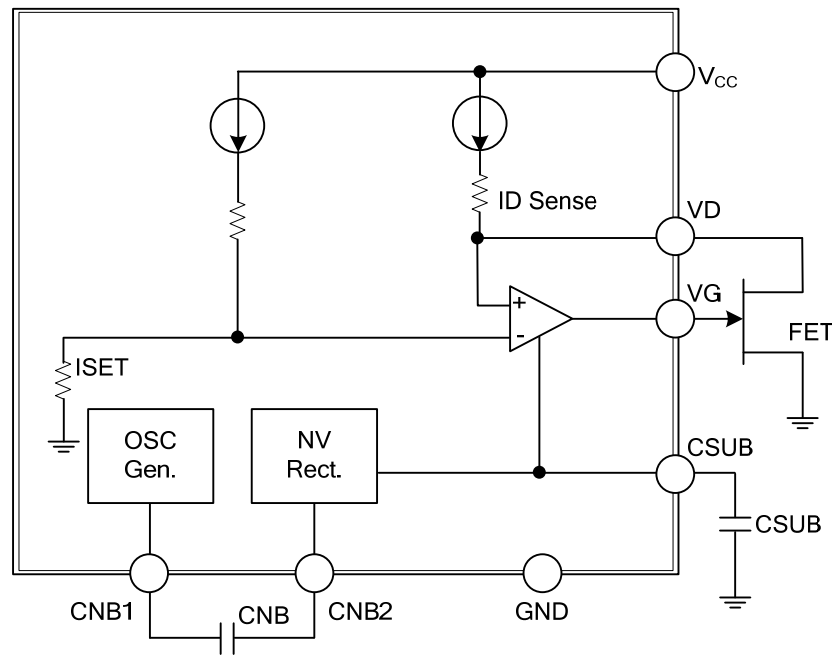 VCC
ID Sense
VD
+
VG
-
FET
ISET
OSC
Gen.
NV
Rect.
CSUB
CSUB
CNB1
CNB
CNB2
GND